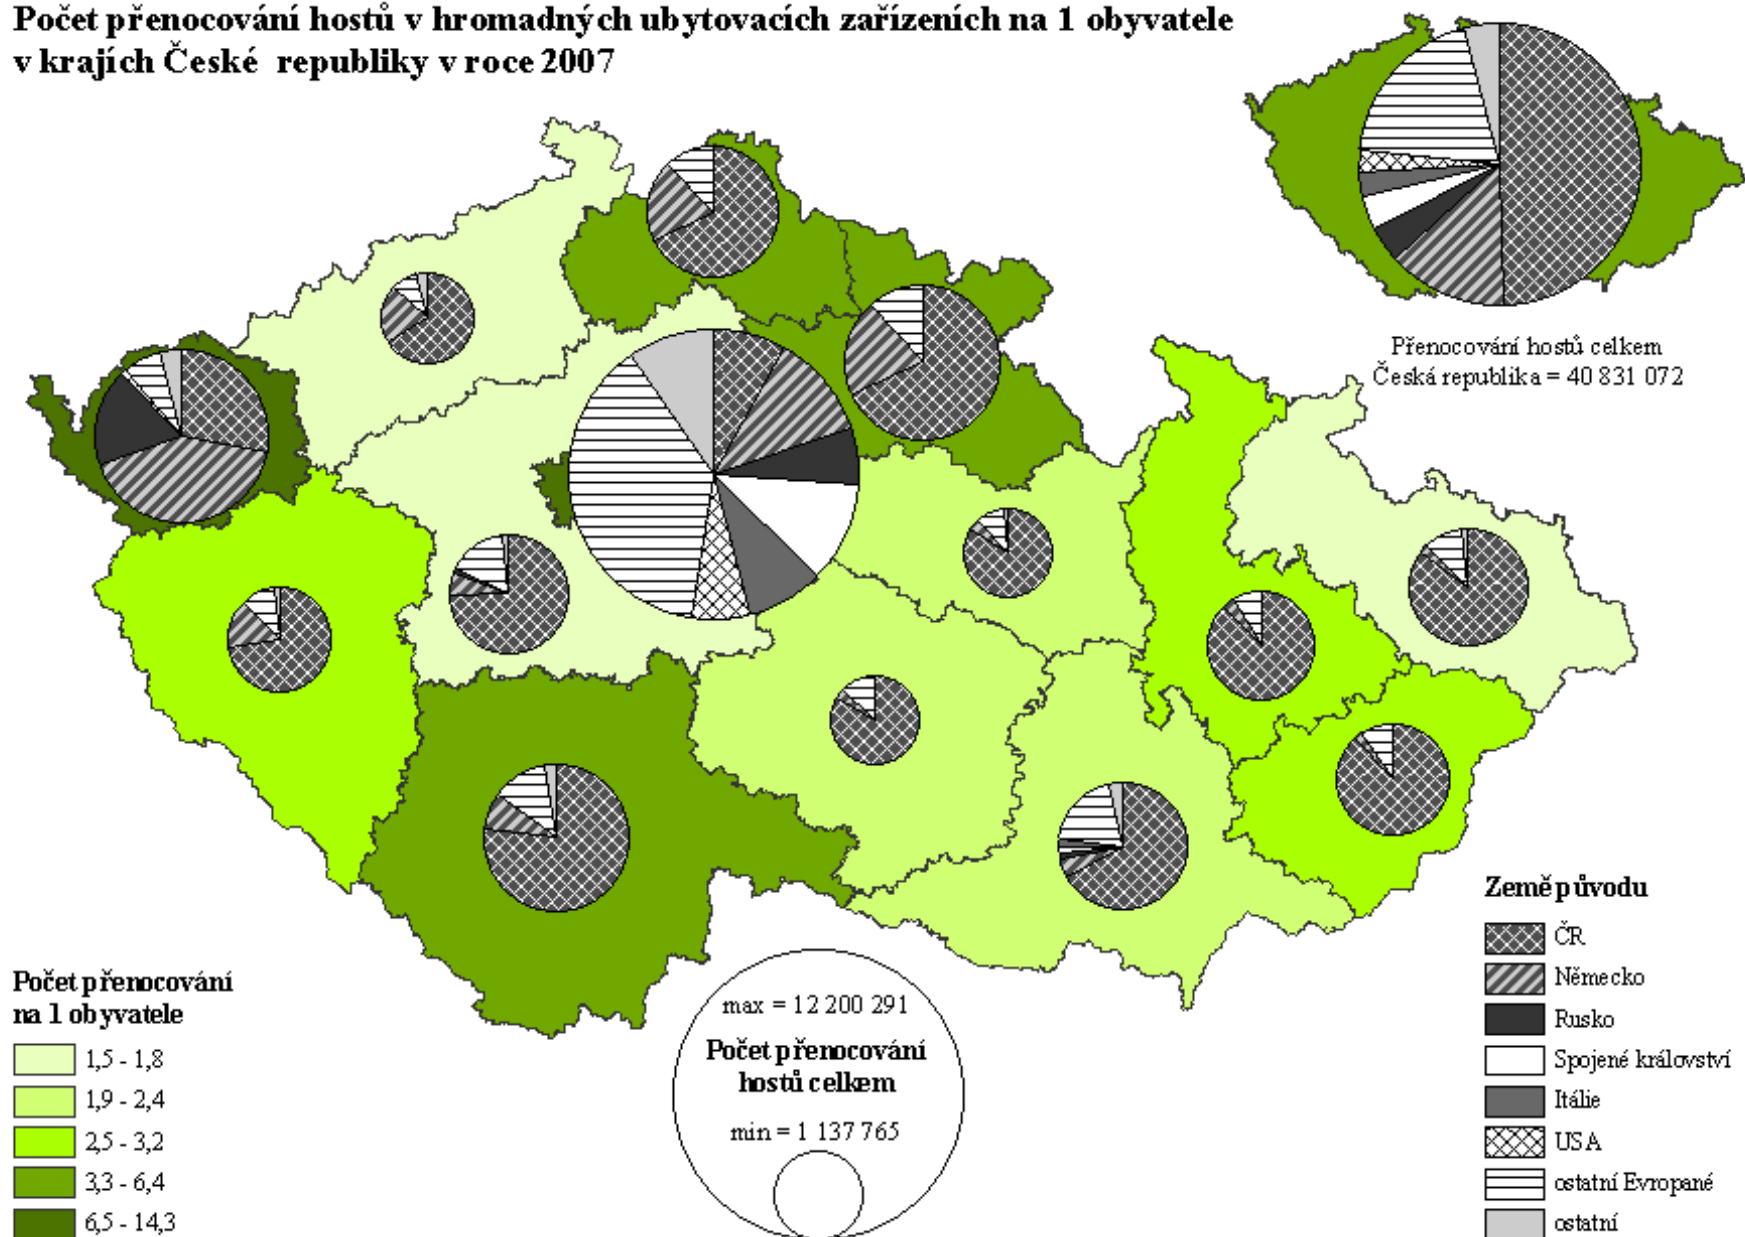 Počet přenocování hostů v hromadných ubytovacích zařízeních na 1 obyvatele
v krajích České republiky v roce 2007
Přenocování hostů celkem
Česká republika = 40 831 072
Počet přenocování
na 1 obyvatele
1,5 - 1,8
1,9 - 2,4
2,5 - 3,2
3,3 - 6,4
6,5 - 14,3
max = 12 200 291
Počet přenocování
hostů celkem
min = 1 137 765
Země původu
ČR
Německo
Rusko
Spojené království
Itálie
USA
ostatní Evropané
ostatní